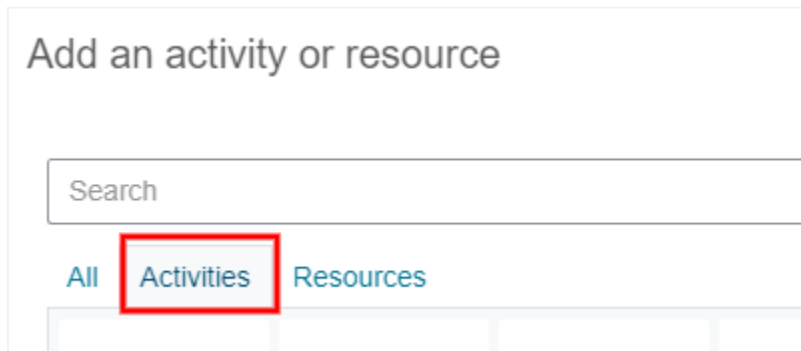 Add an activity or resource
Search
All Activities Resources